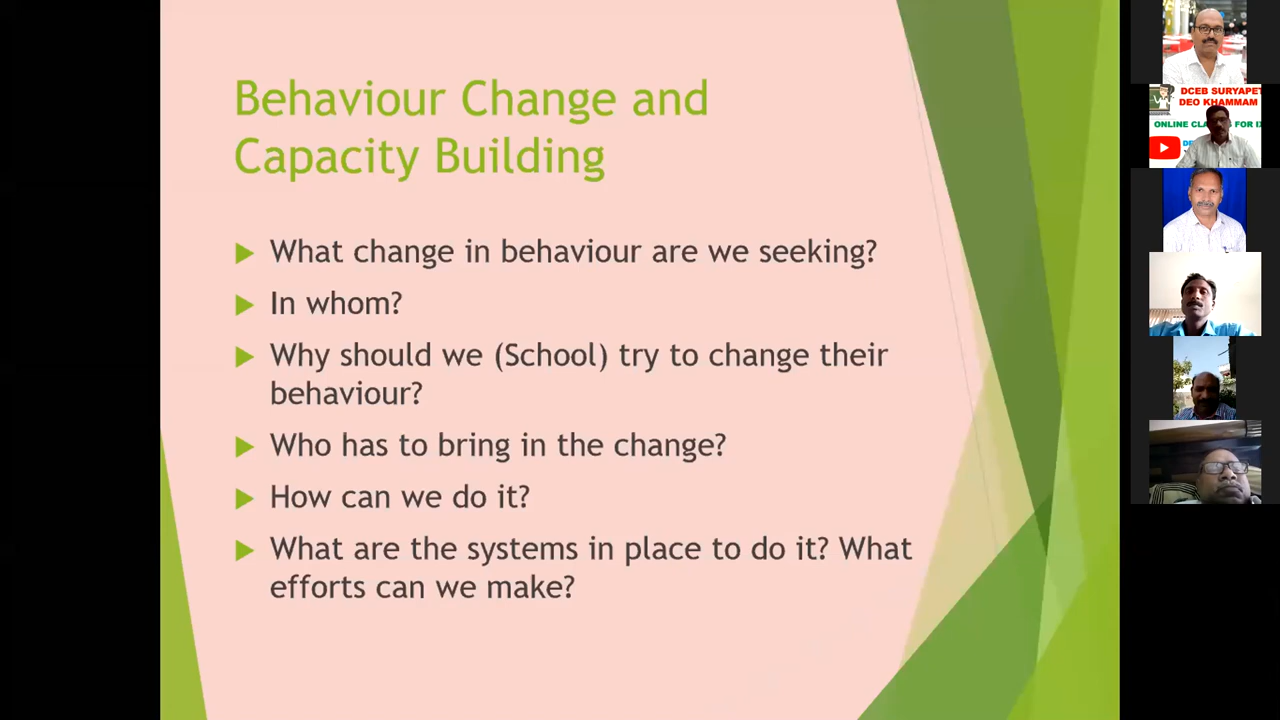 Behaviour Change and
Capacity Building
What change in behaviour are we seeking?
In whom?
Why should we (School) try to change their
behaviour?
Who has to bring in the change?
How can we do it?
What are the systems in place to do it? What
efforts can we make?
DCEB SURYAPET
DEO KHAMMAM
ONLINE FOR